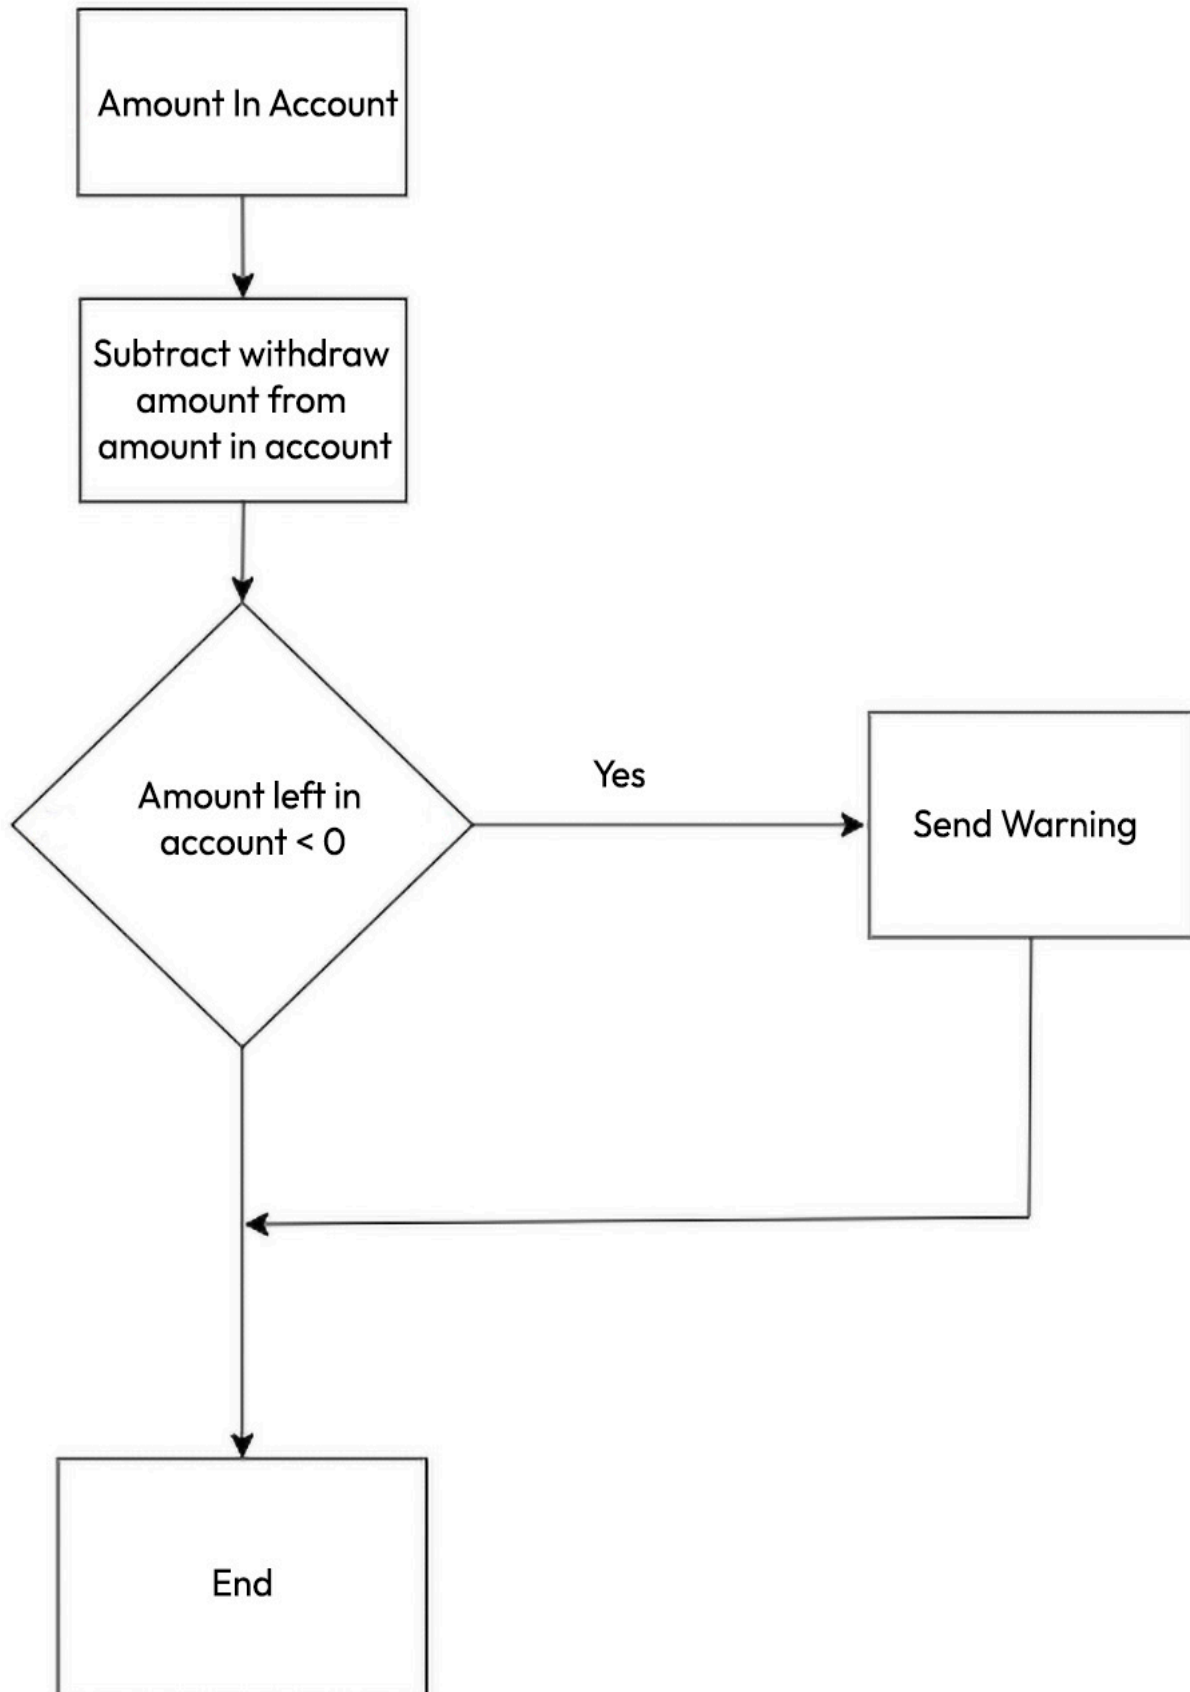 Amount In Account
Subtract withdraw
amount from
amount in account
Amount left in
account < 0
Yes
Send Warning
End